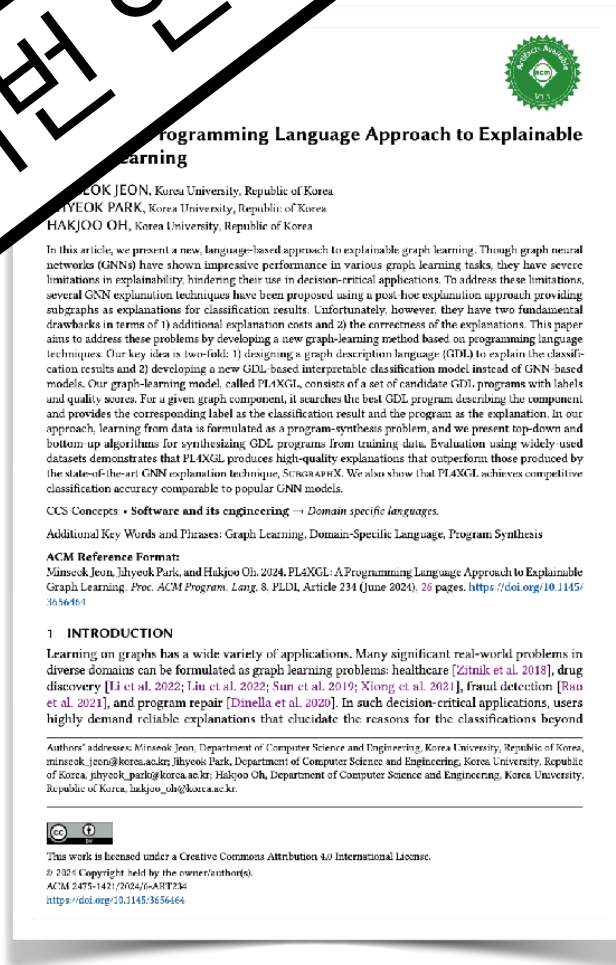 번
Artifacts Available
acm
V1.1
rogramming Language Approach to Explainable
earning
OK JEON, Korea University, Republic of Korea
YEOK PARK, Korea University, Republic of Korea
HAKJOO OH, Korea University, Republic of Korea
In this article, we present a new, language-based approach to explainable graph learning. Though graph neural
networks (GNNs) have shown impressive performance in various graph learning tasks, they have severe
limitations in explainability, hindering their use in decision-critical applications. To address these limitations,
several GNN explanation techniques have been proposed using a post-hoc explanation approach providing
subgraphs as explanations for classification results. Unfortunately, however, they have two fundamental
drawbacks in terms of 1) additional explanation costs and 2) the correctness of the explanations. This paper
aims to address these problems by developing a new graph-learning method based on programming language
techniques. Our key idea is two-fold: 1) designing a graph description language (GDL) to explain the classifi-
cation results and 2) developing a new GDL-based interpretable classification model instead of GNN-based
models. Our graph-learning model, called PL4XGL, consists of a set of candidate GDL programs with labels
and quality scores. For a given graph component, it searches the best GDL program describing the component
and provides the corresponding label as the classification result and the program as the explanation. In our
approach, learning from data is formulated as a program-synthesis problem, and we present top-down and
bottom-up algorithms for synthesizing GDL programs from training data. Evaluation using widely-used
datasets demonstrates that PL4XGL produces high-quality explanations that outperform those produced by
the state-of-the-art GNN explanation technique, SubgraphX. We also show that PL4XGL achieves competitive
classification accuracy comparable to popular GNN models.
CCS Concepts: • Software and its engineering → Domain specific languages.
Additional Key Words and Phrases: Graph Learning, Domain-Specific Language, Program Synthesis
ACM Reference Format:
Minseok Jeon, Jihyeok Park, and Hakjoo Oh. 2024. PL4XGL: A Programming Language Approach to Explainable
Graph Learning. Proc. ACM Program. Lang. 8, PLDI, Article 234 (June 2024), 26 pages. https://doi.org/10.1145/
3656464
1 INTRODUCTION
Learning on graphs has a wide variety of applications. Many significant real-world problems in
diverse domains can be formulated as graph learning problems: healthcare [Zitnik et al. 2018], drug
discovery [Li et al. 2022; Liu et al. 2022; Sun et al. 2019; Xiong et al. 2021], fraud detection [Rao
et al. 2021], and program repair [Dinella et al. 2020]. In such decision-critical applications, users
highly demand reliable explanations that elucidate the reasons for the classifications beyond
Authors' addresses: Minseok Jeon, Department of Computer Science and Engineering, Korea University, Republic of Korea,
minseok_jeon@korea.ac.kr; Jihyeok Park, Department of Computer Science and Engineering, Korea University, Republic
of Korea, jihyeok_park@korea.ac.kr; Hakjoo Oh, Department of Computer Science and Engineering, Korea University,
Republic of Korea, hakjoo_oh@korea.ac.kr.
cc BY
This work is licensed under a Creative Commons Attribution 4.0 International License.
© 2024 Copyright held by the owner/author(s).
ACM 2475-1421/2024/6-ART234
https://doi.org/10.1145/3656464